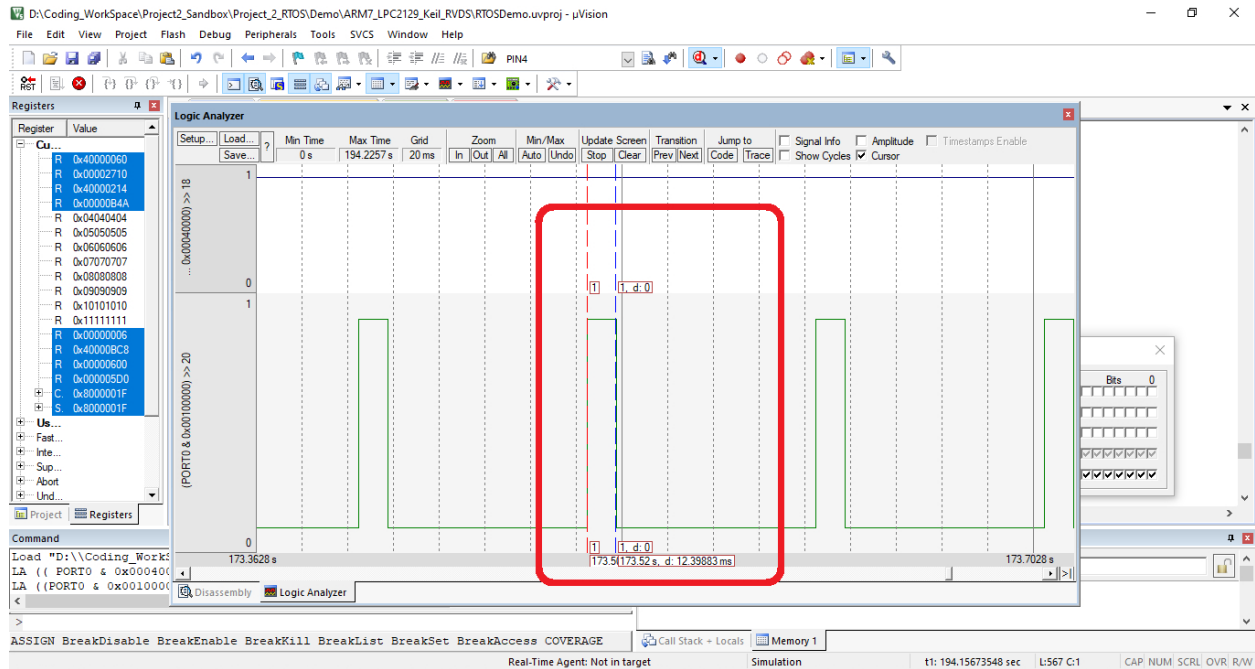 D:\Coding_WorkSpace\Project2_Sandbox\Project_2_RTOS\Demo\ARM7_LPC2129_Keil_RVDS\RTOSDemo.uvproj - µVision
File Edit View Project Flash Debug Peripherals Tools SVCS Window Help
PIN4
RST
Registers
Register Value
Cu...
R 0x40000060
R 0x00002710
R 0x40000214
R 0x00000B4A
R 0x04040404
R 0x05050505
R 0x06060606
R 0x07070707
R 0x08080808
R 0x09090909
R 0x10101010
R 0x11111111
R 0x00000006
R 0x40000BC8
R 0x00000600
R 0x000005D0
C. 0x8000001F
S. 0x8000001F
Us...
Fast...
Inte...
Sup...
Abort
Und...
Project Registers
Logic Analyzer
Setup... Load... Save... ?
Min Time Max Time Grid Zoom Min/Max Update Screen Transition Jump to Signal Info Amplitude Timestamps Enable
0 s 194.2257 s 20 ms In Out All Auto Undo Stop Clear Prev Next Code Trace Show Cycles Cursor
1
... 0x00040000) >> 18
0
1 1, d: 0
1
(PORT0 & 0x00100000) >> 20
0
1 1, d: 0
173.3628 s 173.5 173.52 s, d: 12.39883 ms 173.7028 s
Disassembly Logic Analyzer
Bits 0
Command
Load "D:\\Coding_WorkS
LA (( PORT0 & 0x000400
LA ((PORT0 & 0x0010000
>
ASSIGN BreakDisable BreakEnable BreakKill BreakList BreakSet BreakAccess COVERAGE
Call Stack + Locals Memory 1
Real-Time Agent: Not in target Simulation t1: 194.15673548 sec L:567 C:1 CAP NUM SCRL OVR R/W